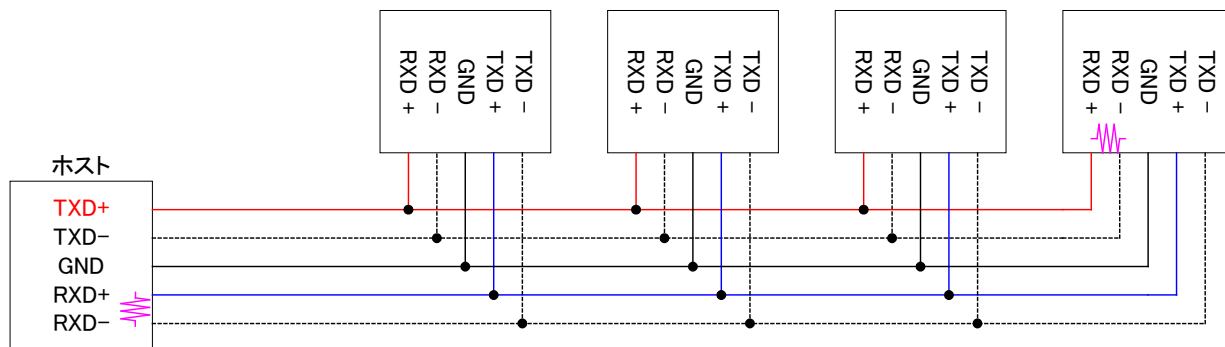 RXD +
RXD -
GND
TXD +
TXD -
RXD +
RXD -
GND
TXD +
TXD -
RXD +
RXD -
GND
TXD +
TXD -
RXD +
RXD -
GND
TXD +
TXD -
ホスト
TXD+
TXD-
GND
RXD+
RXD-